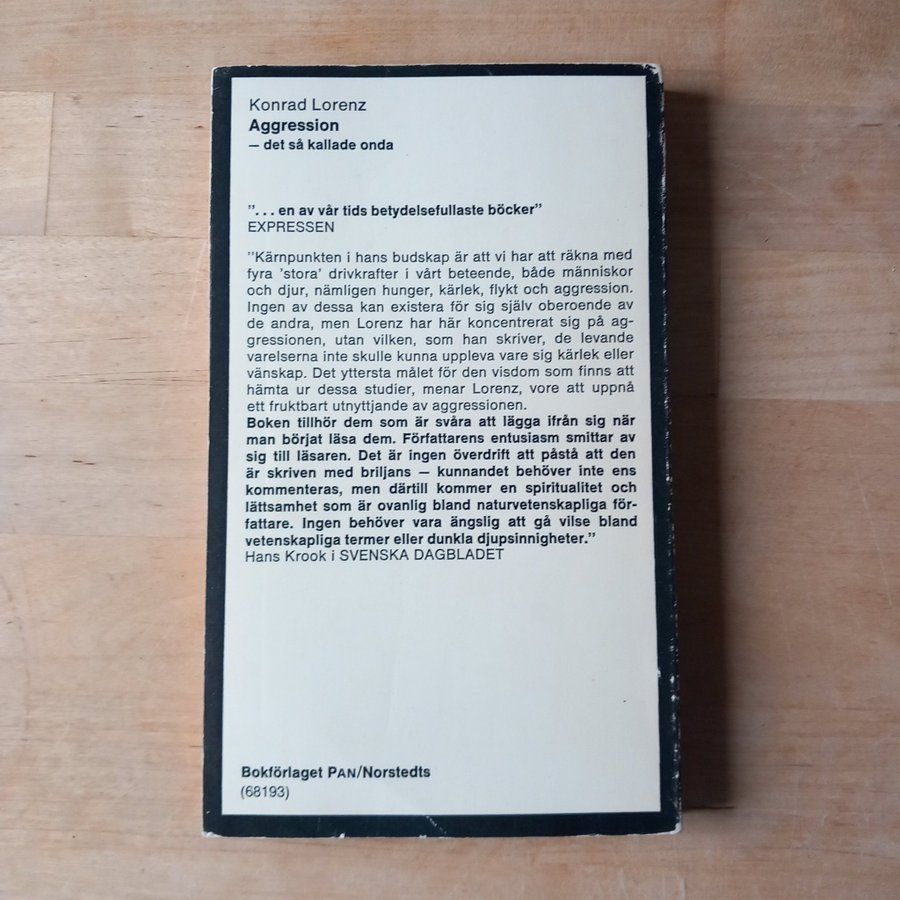 Konrad Lorenz
Aggression
– det så kallade onda
”. . . en av vår tids betydelsefullaste böcker”
EXPRESSEN
”Kärnpunkten i hans budskap är att vi har att räkna med
fyra ’stora’ drivkrafter i vårt beteende, både människor
och djur, nämligen hunger, kärlek, flykt och aggression.
Ingen av dessa kan existera för sig själv oberoende av
de andra, men Lorenz har här koncentrerat sig på ag-
gressionen, utan vilken, som han skriver, de levande
varelserna inte skulle kunna uppleva vare sig kärlek eller
vänskap. Det yttersta målet för den visdom som finns att
hämta ur dessa studier, menar Lorenz, vore att uppnå
ett fruktbart utnyttjande av aggressionen.
Boken tillhör dem som är svåra att lägga ifrån sig när
man börjat läsa dem. Författarens entusiasm smittar av
sig till läsaren. Det är ingen överdrift att påstå att den
är skriven med briljans – kunnandet behöver inte ens
kommenteras, men därtill kommer en spiritualitet och
lättsamhet som är ovanlig bland naturvetenskapliga för-
fattare. Ingen behöver vara ängslig att gå vilse bland
vetenskapliga termer eller dunkla djupsinnigheter.”
Hans Krook i SVENSKA DAGBLADET
Bokförlaget PAN/Norstedts
(68193)